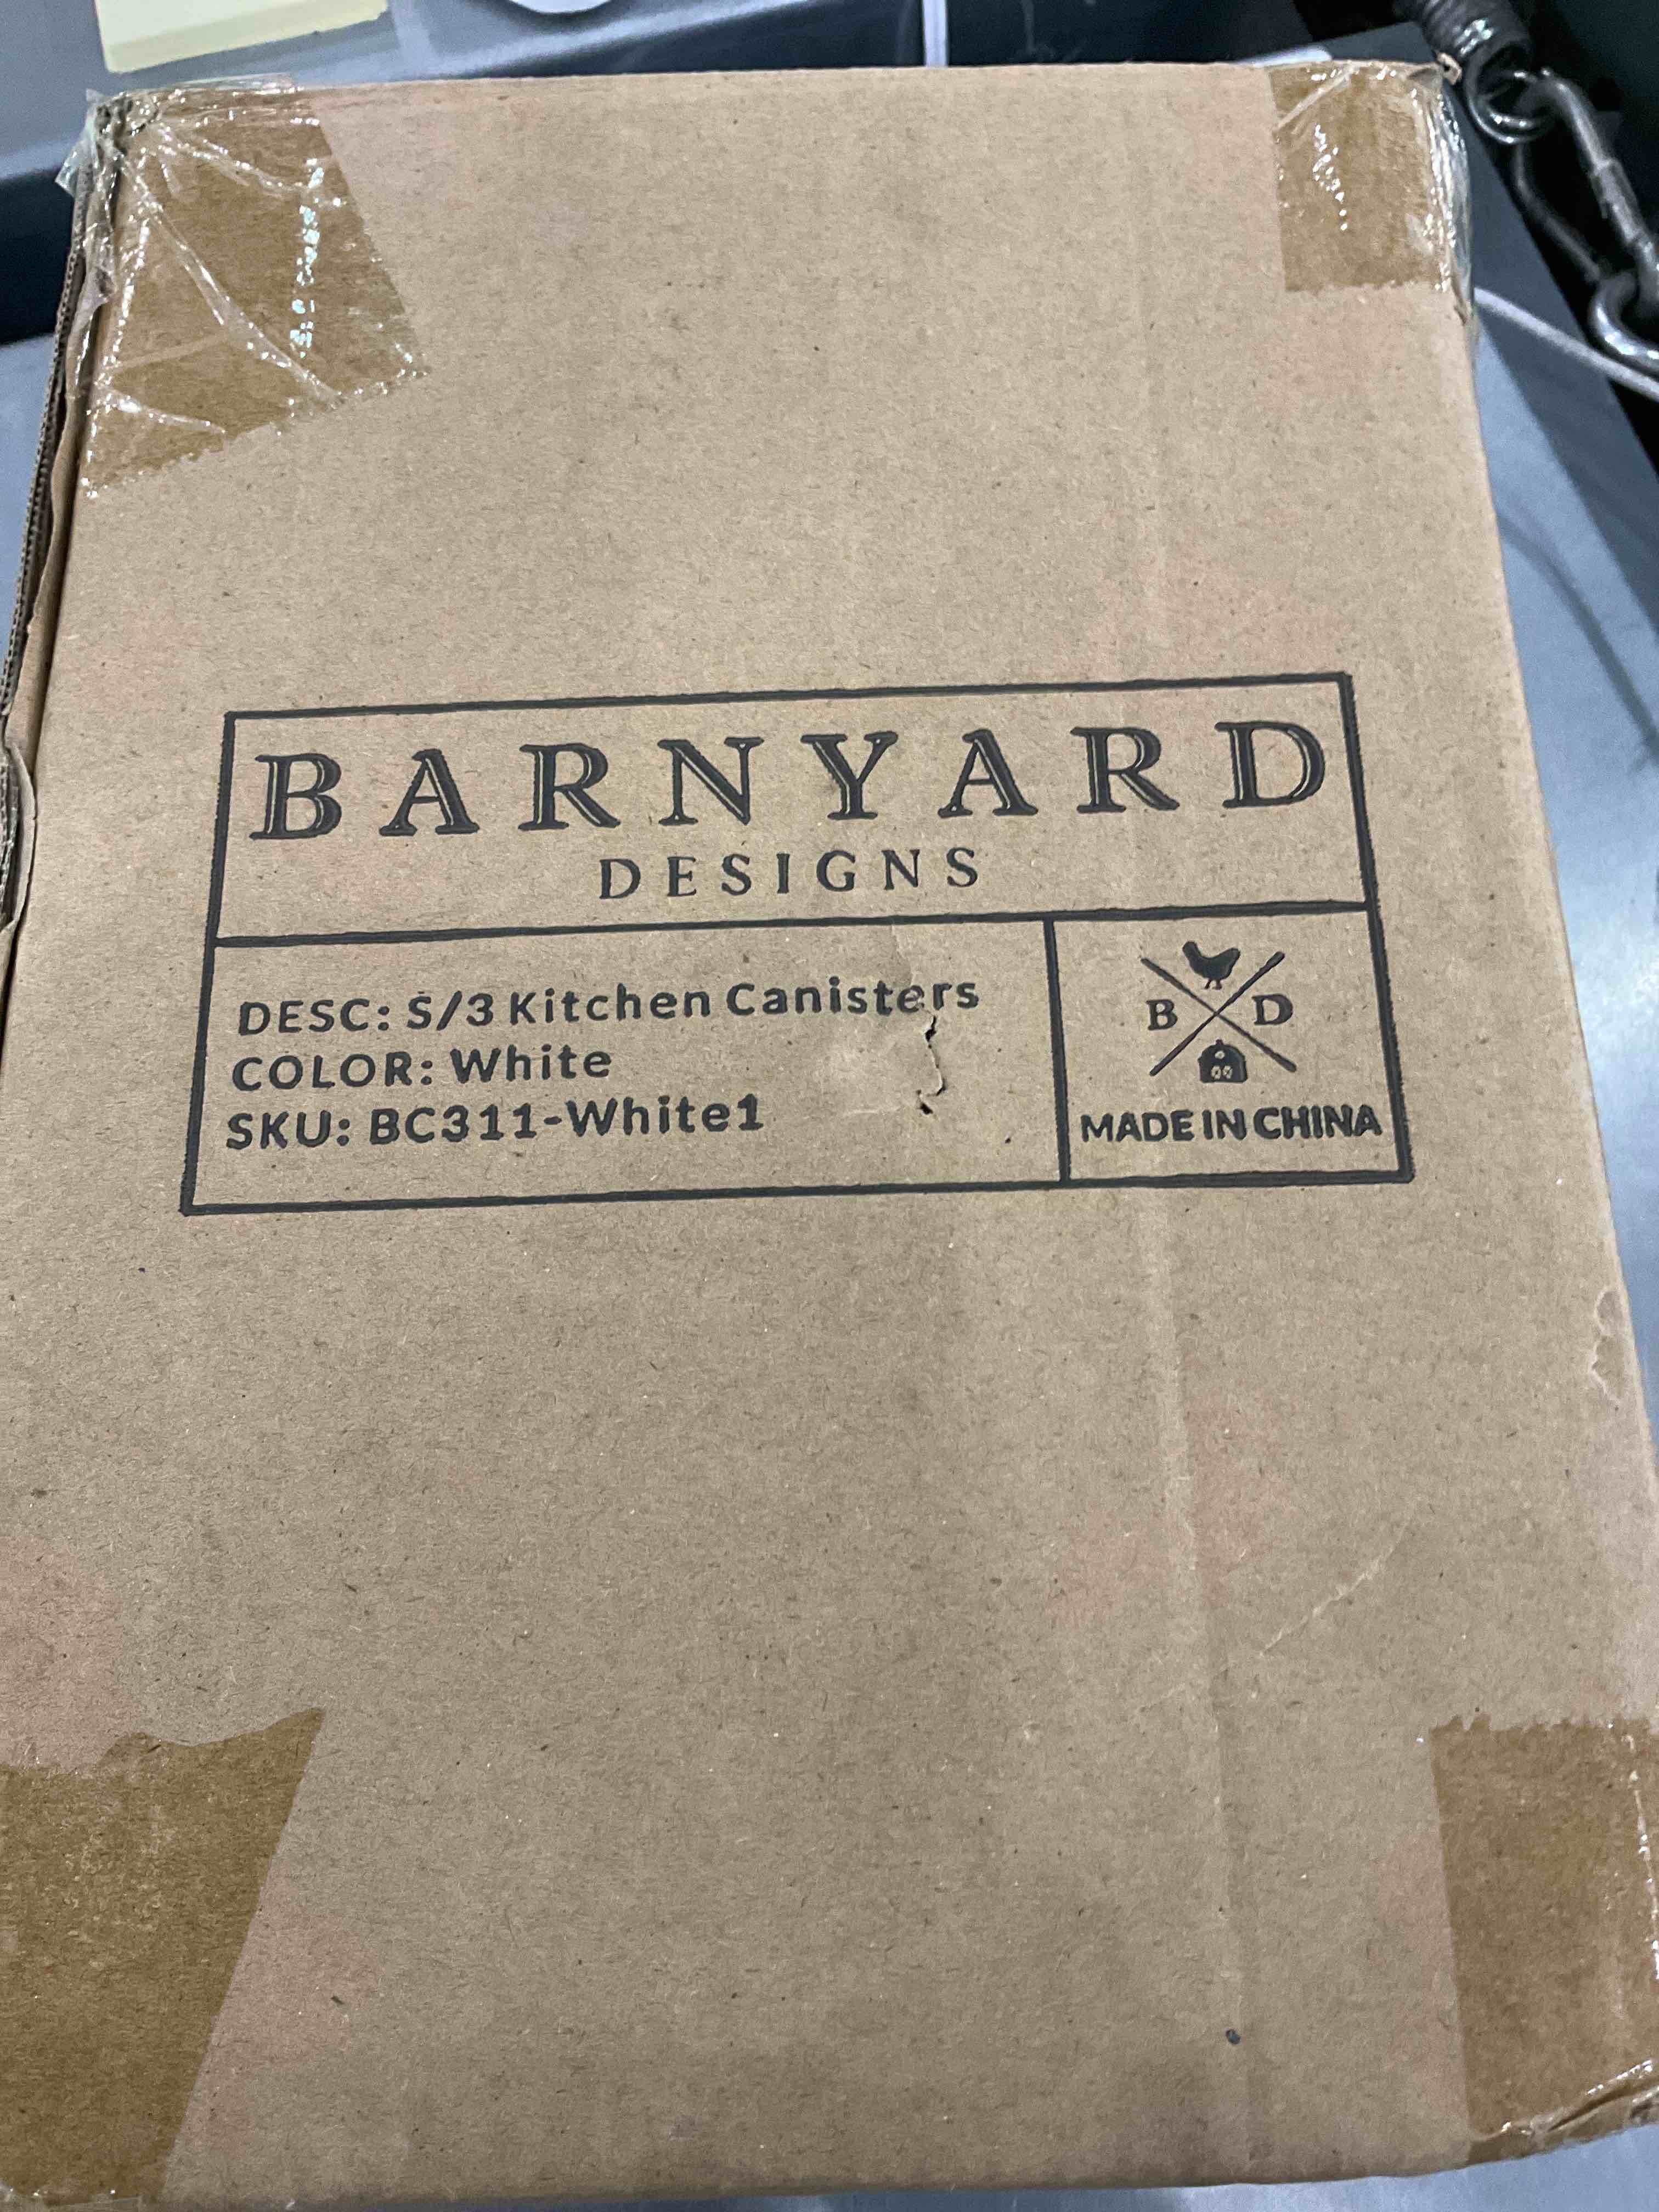 BARNYARD
DESIGNS
DESC: S/3 Kitchen Canisters
COLOR: White
SKU: BC311-White1
B D
MADE IN CHINA